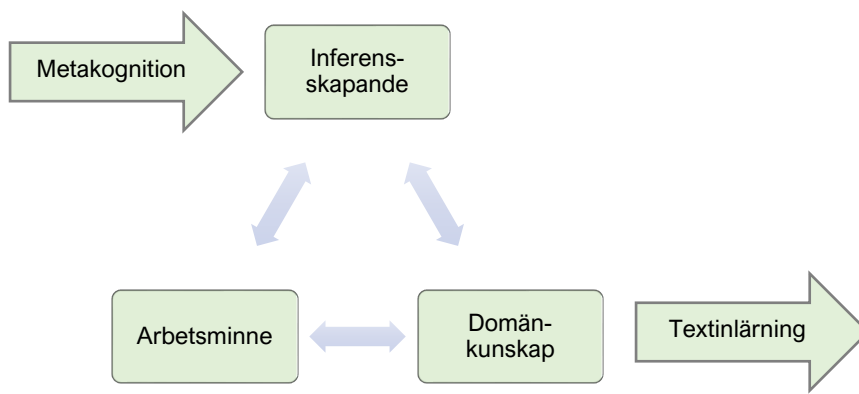 Metakognition
Inferens-
skapande
Arbetsminne
Domän-
kunskap
Textinlärning